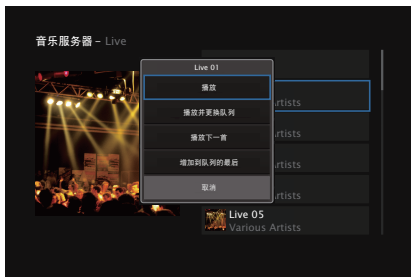 音乐服务器 – Live
Live 01
播放
播放并更换队列
播放下一首
增加到队列的最后
取消
Artists
Artists
Artists
Artists
Live 05
Various Artists